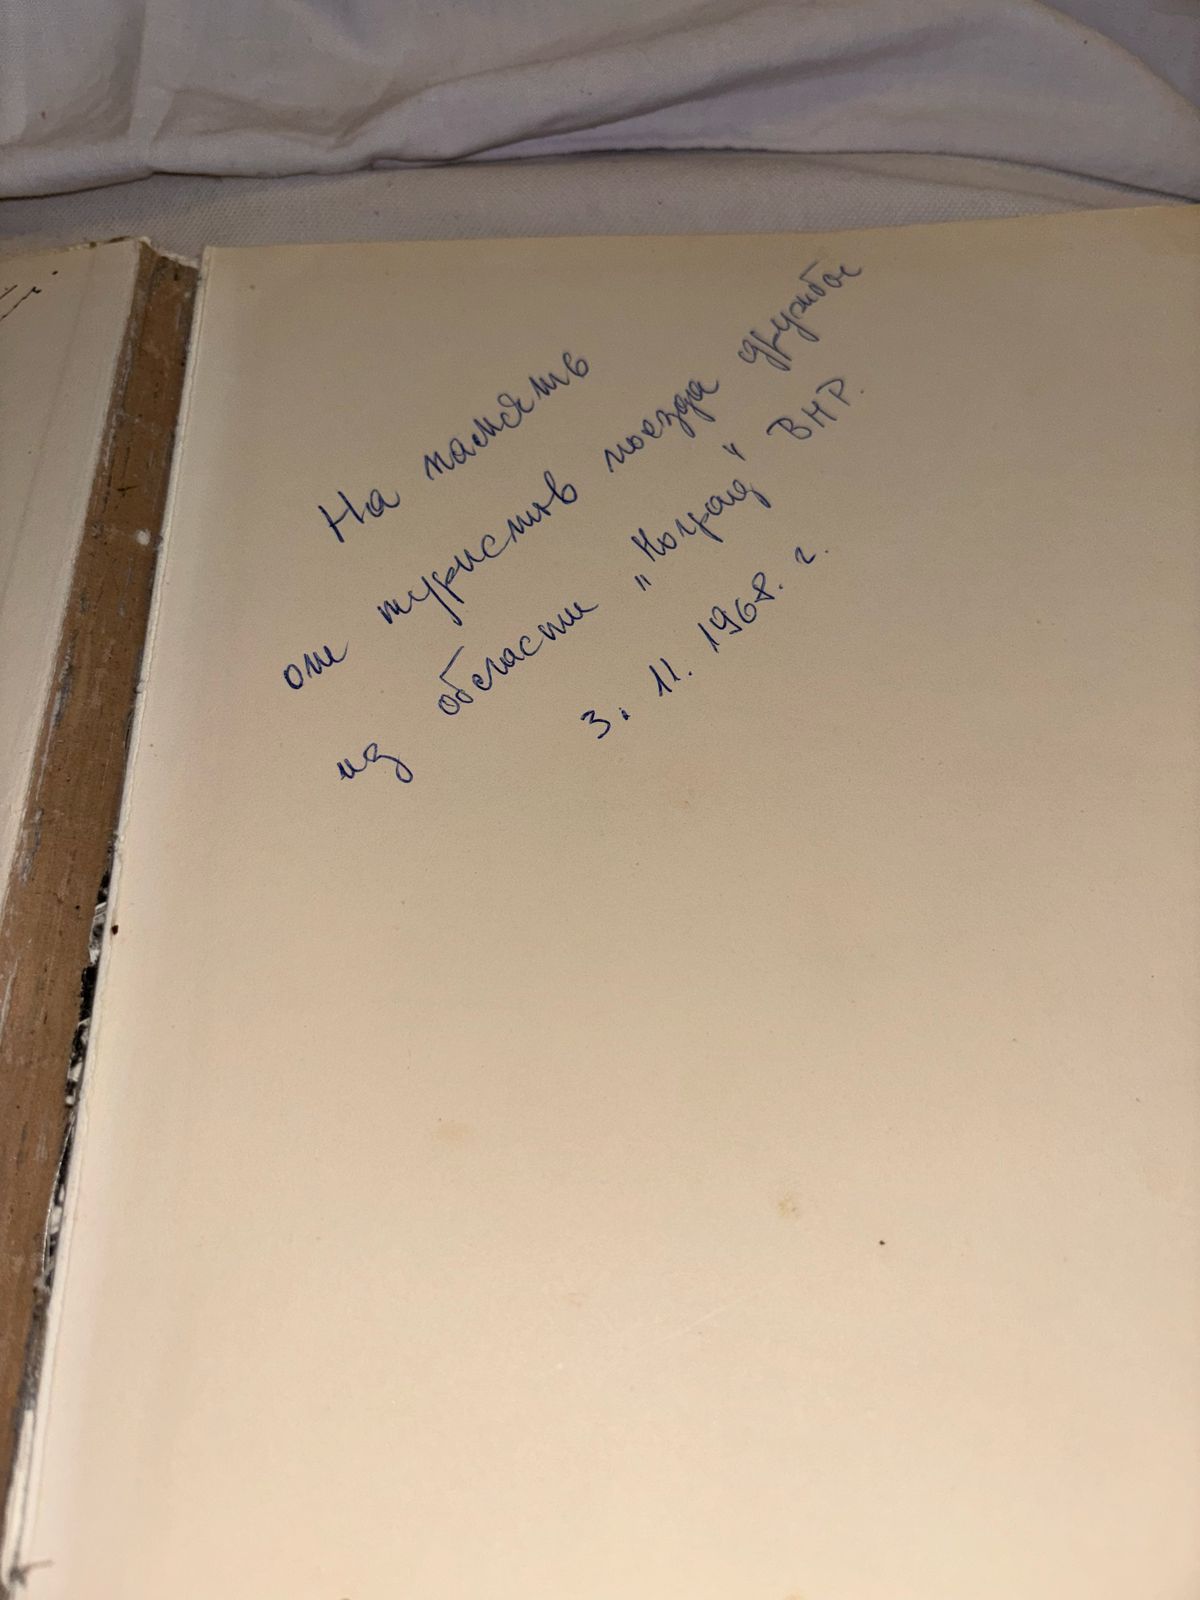 На память
от туристов поезда дружбы
из области „Ноград" ВНР.
3. 11. 1968. г.